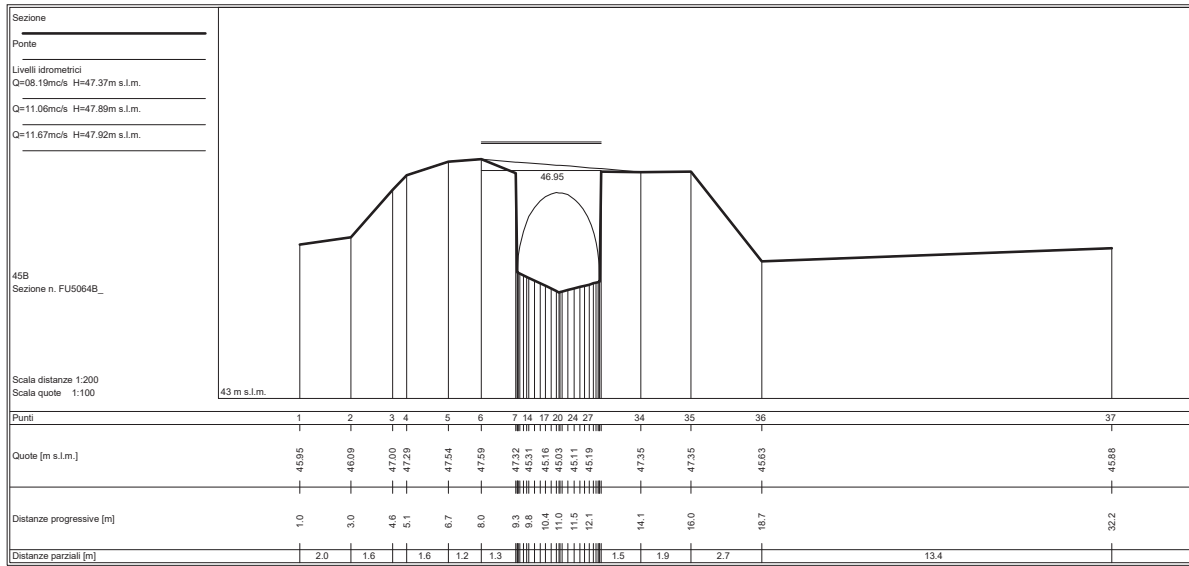 Sezione
Ponte
Livelli idrometrici
Q=08.19mc/s H=47.37m s.l.m.
Q=11.06mc/s H=47.89m s.l.m.
Q=11.67mc/s H=47.92m s.l.m.
46.95
45B
Sezione n. FU5064B_
Scala distanze 1:200
Scala quote 1:100
43 m s.l.m.
Punti 1 2 3 4 5 6 7 14 17 20 24 27 34 35 36 37
Quote [m s.l.m.] 45.95 46.09 47.00 47.29 47.54 47.59 47.32 45.31 45.16 45.03 45.11 45.19 47.35 47.35 45.63 45.88
Distanze progressive [m] 1.0 3.0 4.6 5.1 6.7 8.0 9.3 9.8 10.4 11.0 11.5 12.1 14.1 16.0 18.7 32.2
Distanze parziali [m] 2.0 1.6 1.6 1.2 1.3 1.5 1.9 2.7 13.4